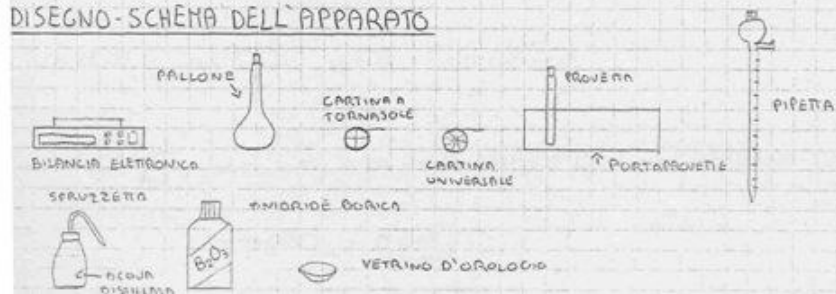 DISEGNO-SCHEMA DELL'APPARATO
PALLONE
PROVETTA
CARTINA A
TORNASOLE
PIPETTA
BILANCIA ELETTRONICA
CARTINA
UNIVERSALE
PORTAPROVETTE
SPRUZZETTA
ANIDRIDE BORICA
B2O3
ACQUA
DISTILLATA
VETRINO D'OROLOGIO